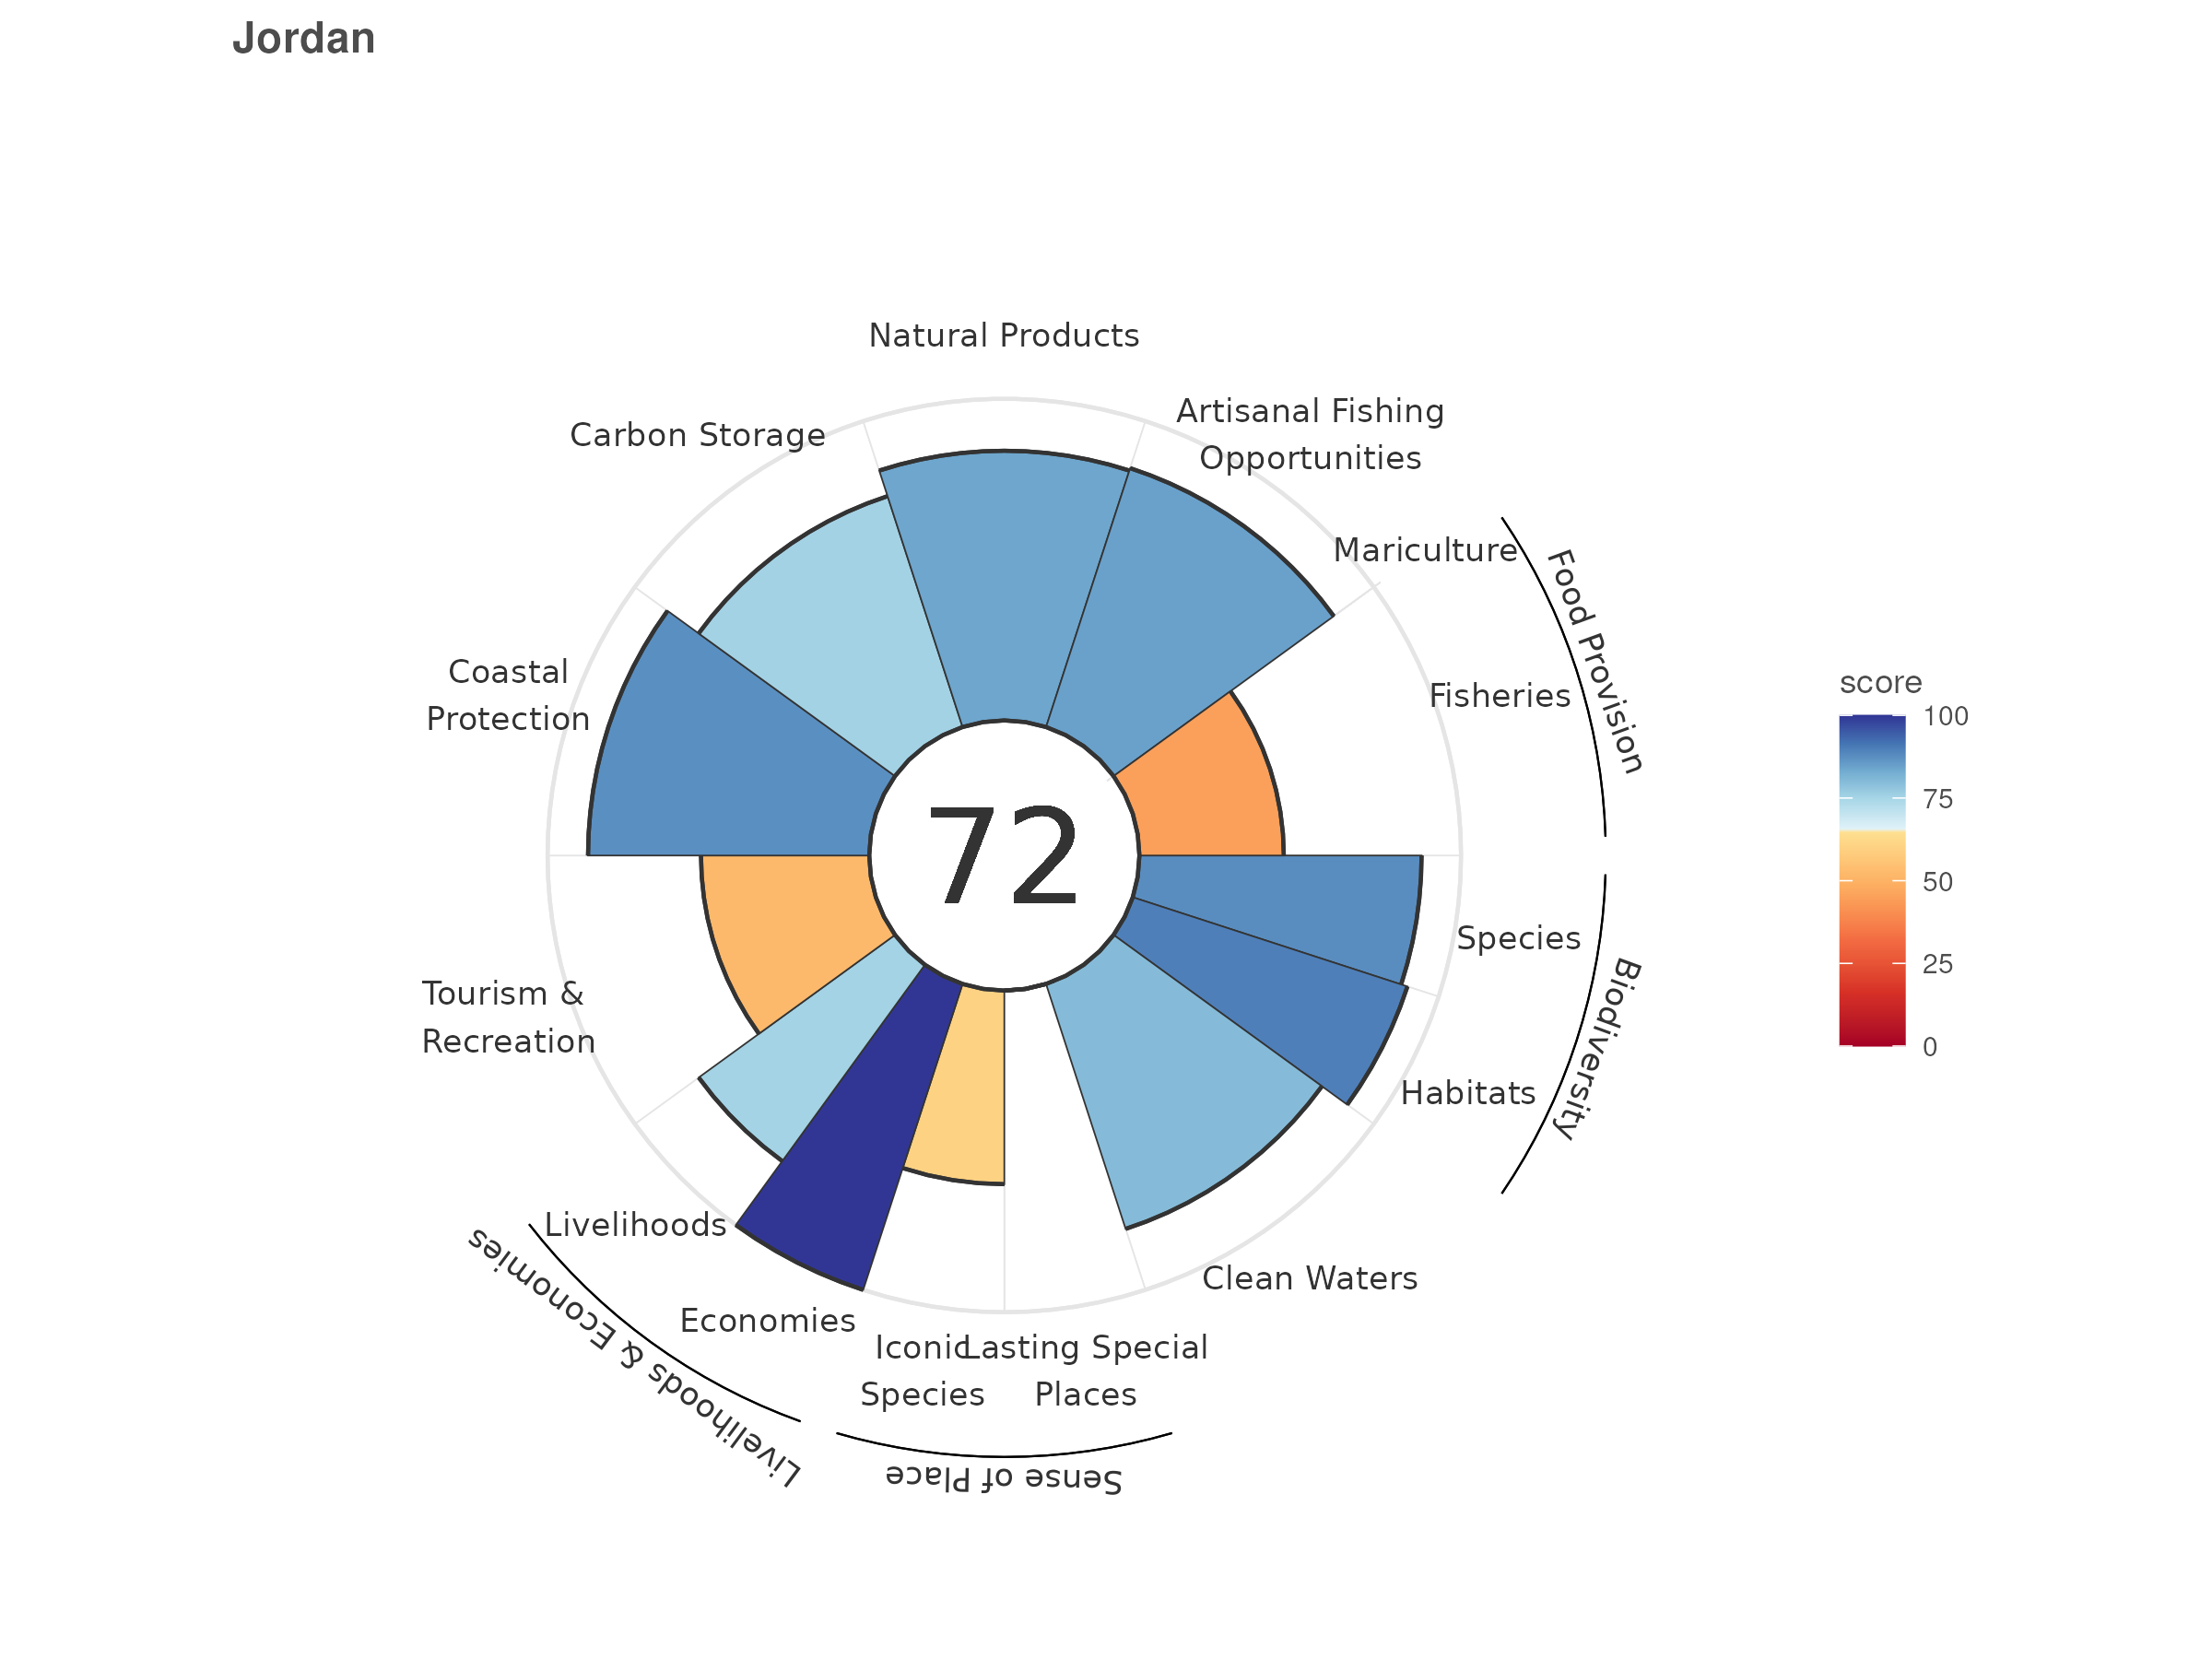 Jordan
Natural Products
Artisanal Fishing
Opportunities
Carbon Storage
Mariculture
Food Provision
Coastal
Protection
Fisheries
score
100
75
50
25
0
72
Species
Biodiversity
Tourism &
Recreation
Habitats
Livelihoods
Clean Waters
Livelihoods & Economies
Economies
Iconic
Species
Lasting Special
Places
Sense of Place